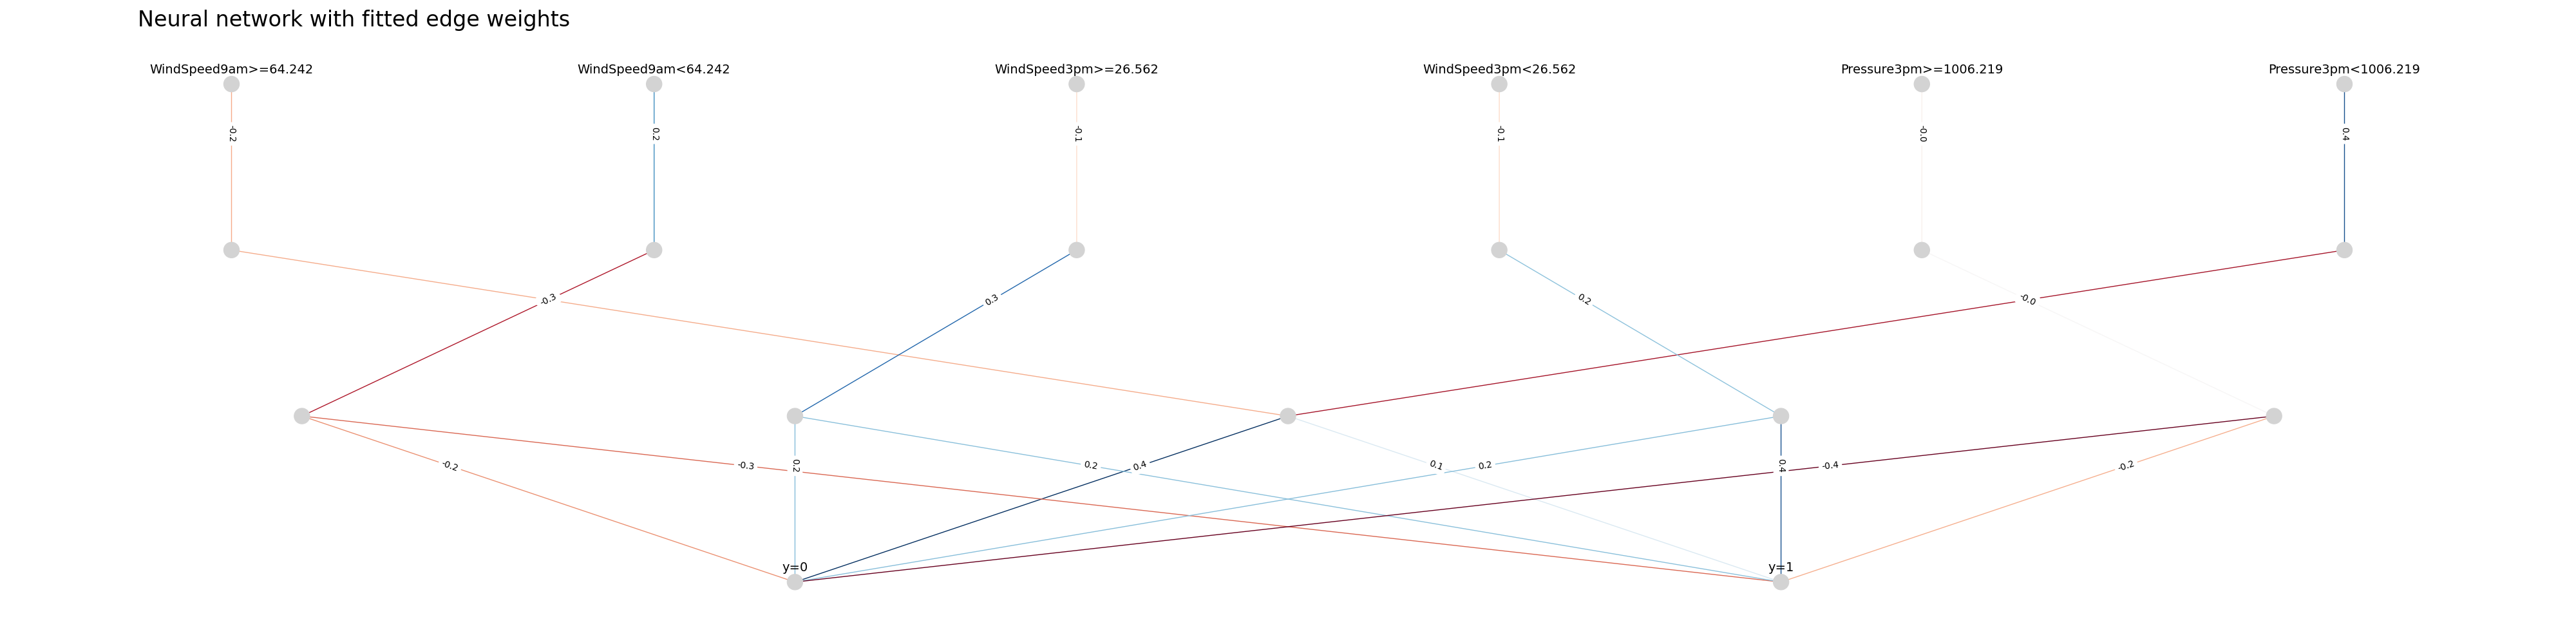 Neural network with fitted edge weights
WindSpeed9am>=64.242
WindSpeed9am<64.242
WindSpeed3pm>=26.562
WindSpeed3pm<26.562
Pressure3pm>=1006.219
Pressure3pm<1006.219
-0.2
0.2
-0.1
-0.1
-0.0
0.4
-0.3
0.3
0.2
-0.0
-0.2
-0.3
0.2
0.2
0.4
0.1
0.2
0.4
-0.4
-0.2
y=0
y=1